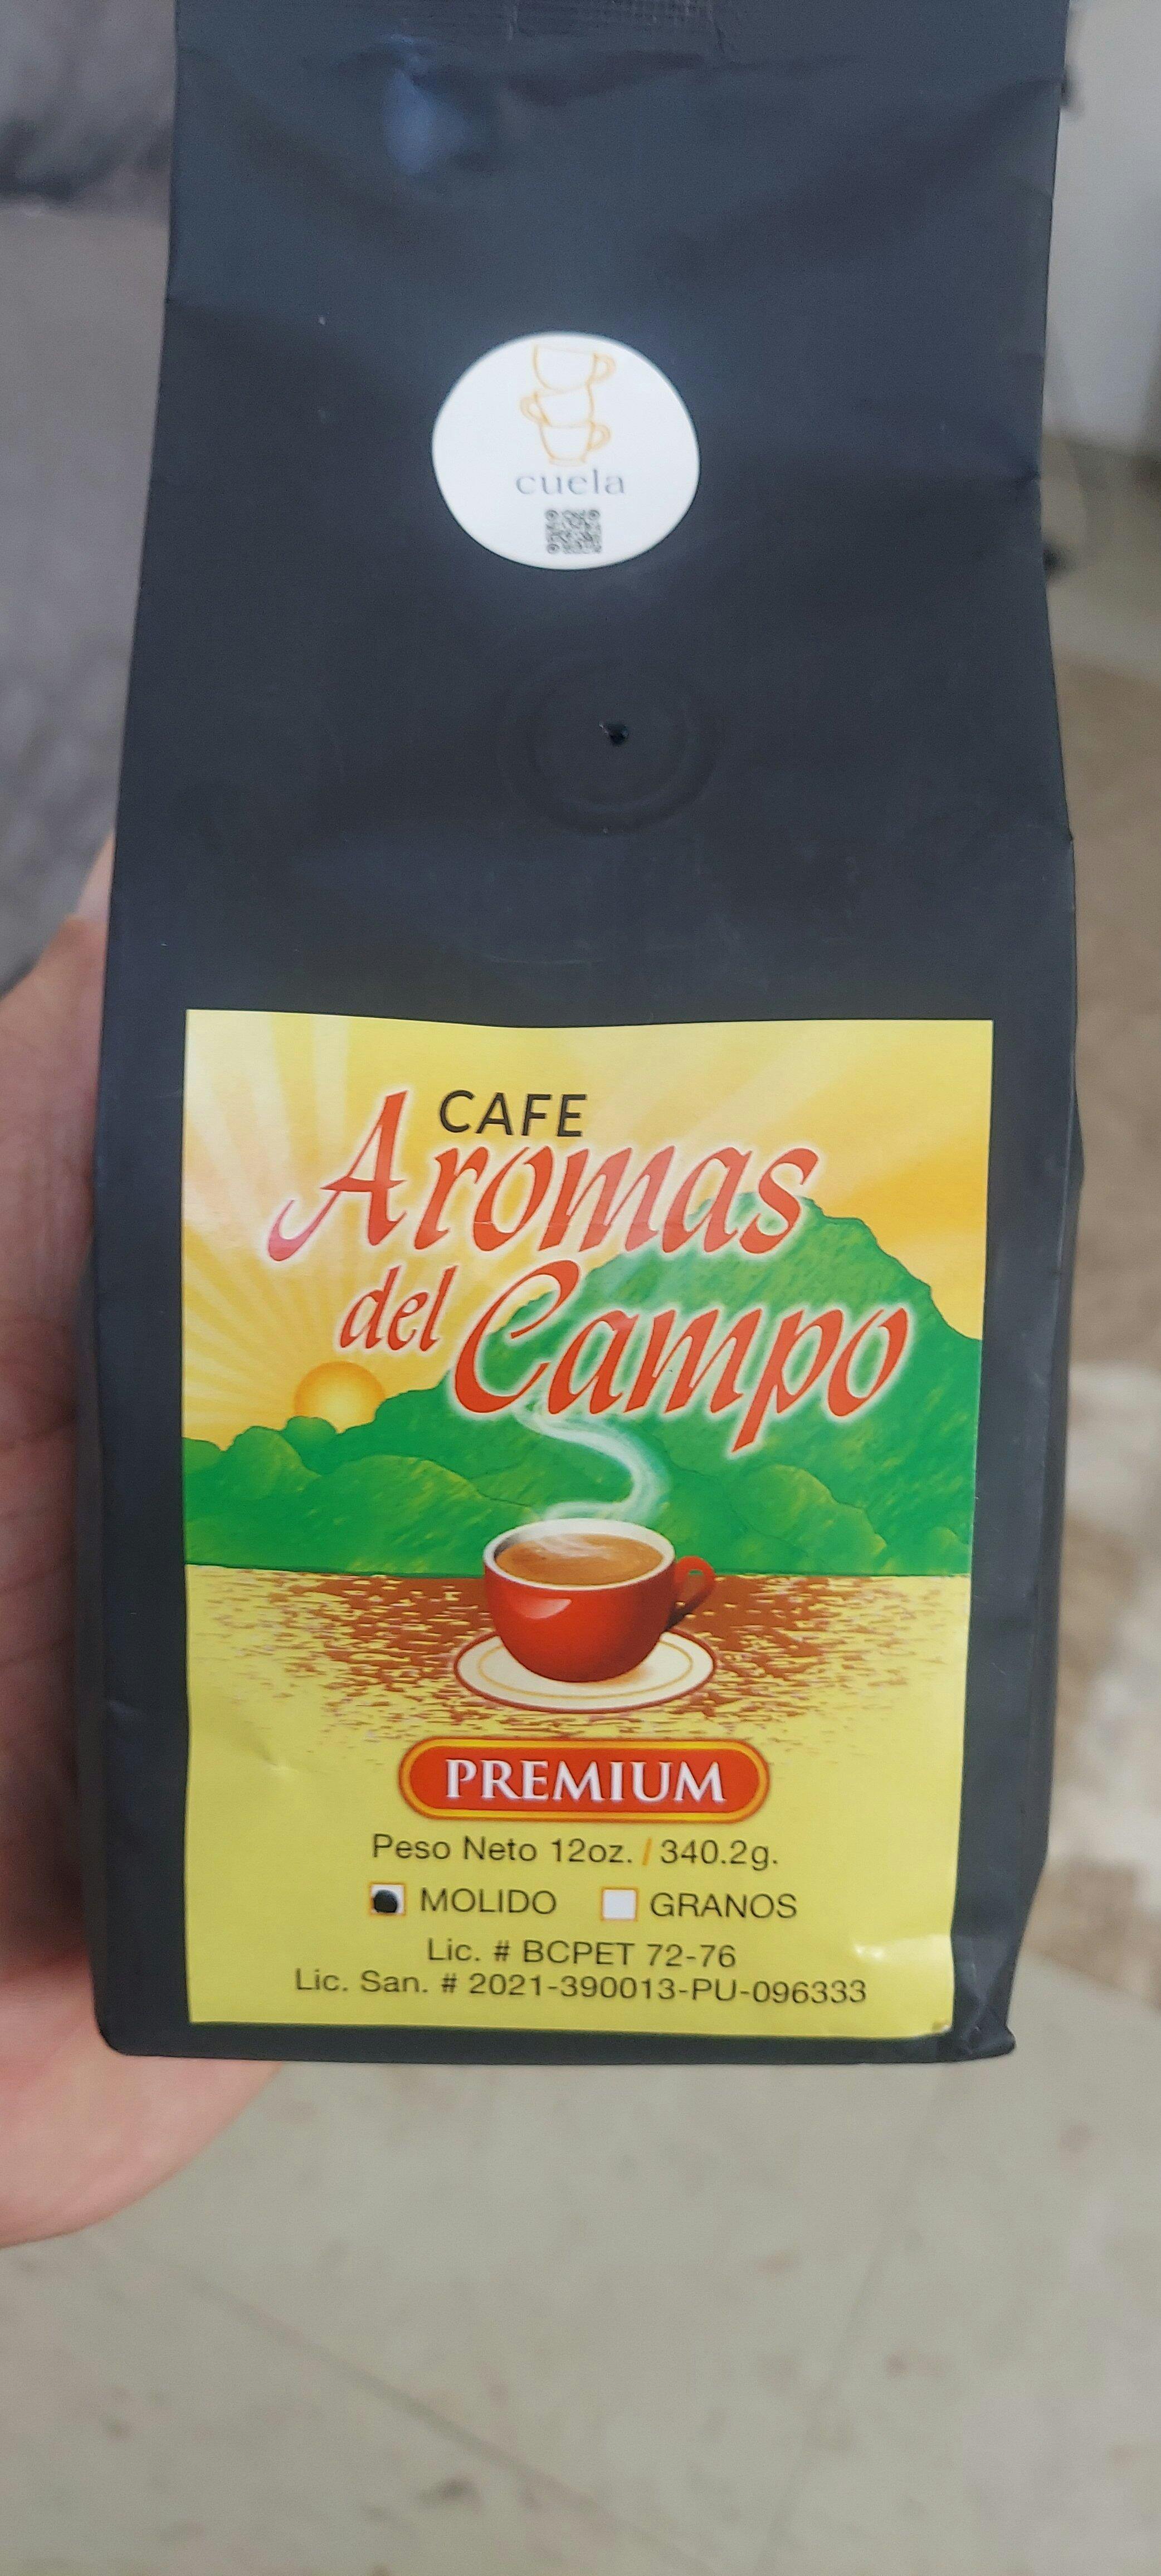 cuela
CAFE
Aromas
del Campo
PREMIUM
Peso Neto 12oz. / 340.2g.
MOLIDO GRANOS
Lic. # BCPET 72-76
Lic. San. # 2021-390013-PU-096333